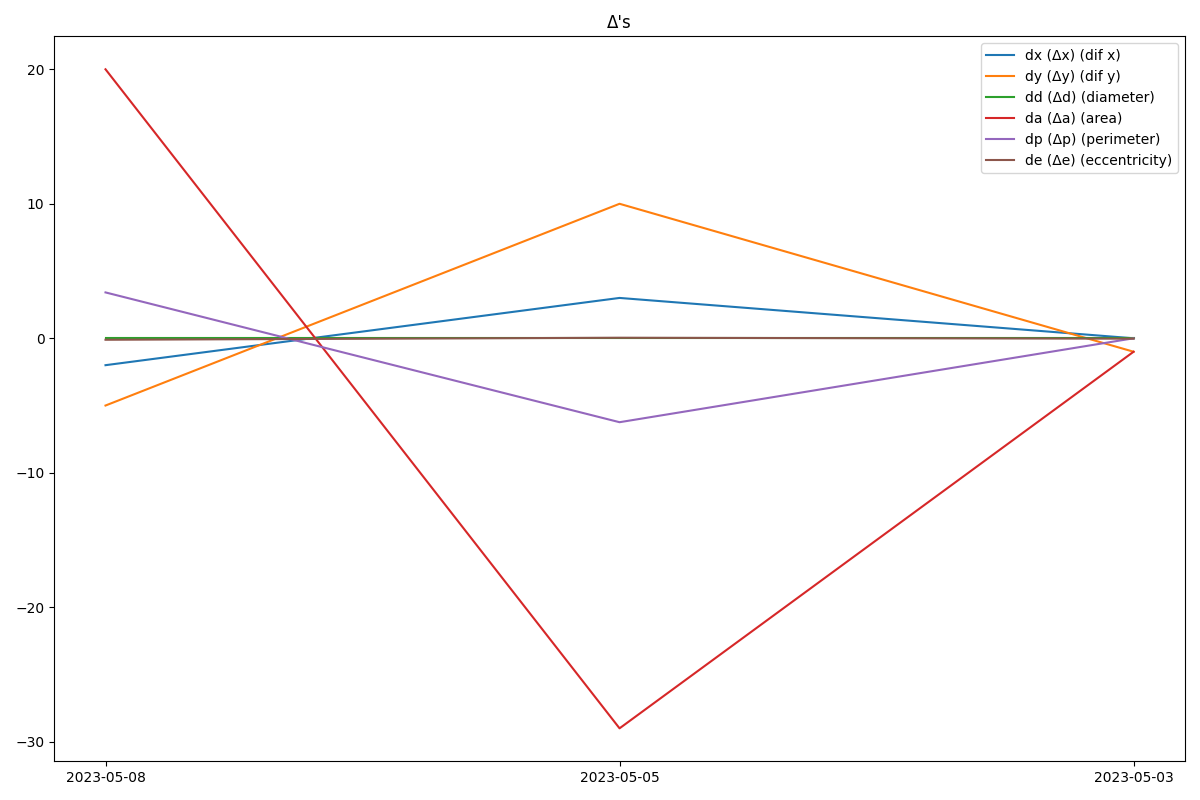 Δ's
dx (Δx) (dif x)
dy (Δy) (dif y)
dd (Δd) (diameter)
da (Δa) (area)
dp (Δp) (perimeter)
de (Δe) (eccentricity)
20
10
0
−10
−20
−30
2023-05-08 2023-05-05 2023-05-03